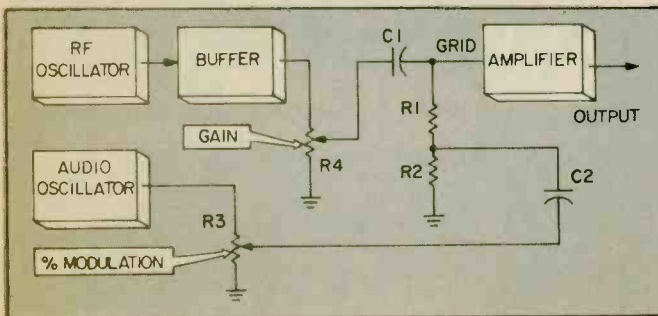 RF
OSCILLATOR
BUFFER
C1
GRID
AMPLIFIER
OUTPUT
R1
GAIN
R4
R2
C2
AUDIO
OSCILLATOR
R3
% MODULATION